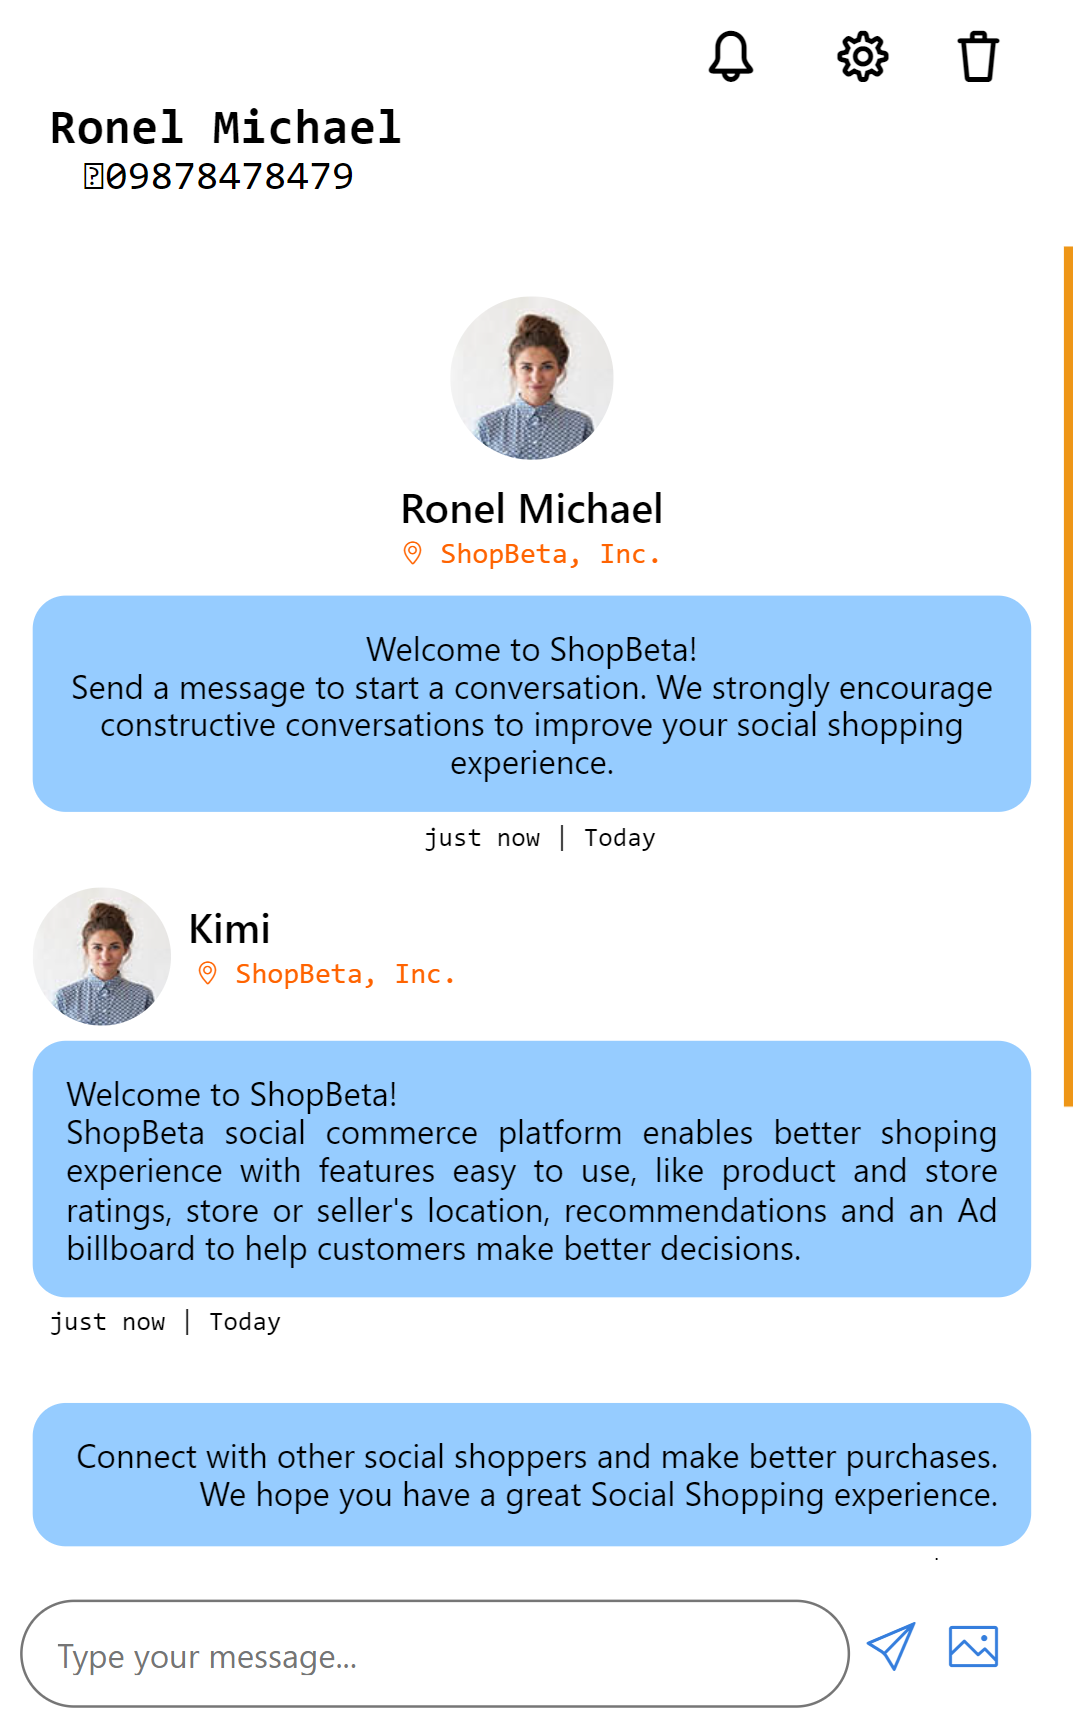 Ronel Michael
09878478479
Ronel Michael
ShopBeta, Inc.
Welcome to ShopBeta!
Send a message to start a conversation. We strongly encourage
constructive conversations to improve your social shopping
experience.
just now | Today
Kimi
ShopBeta, Inc.
Welcome to ShopBeta!
ShopBeta social commerce platform enables better shoping
experience with features easy to use, like product and store
ratings, store or seller's location, recommendations and an Ad
billboard to help customers make better decisions.
just now | Today
Connect with other social shoppers and make better purchases.
We hope you have a great Social Shopping experience.
Type your message...